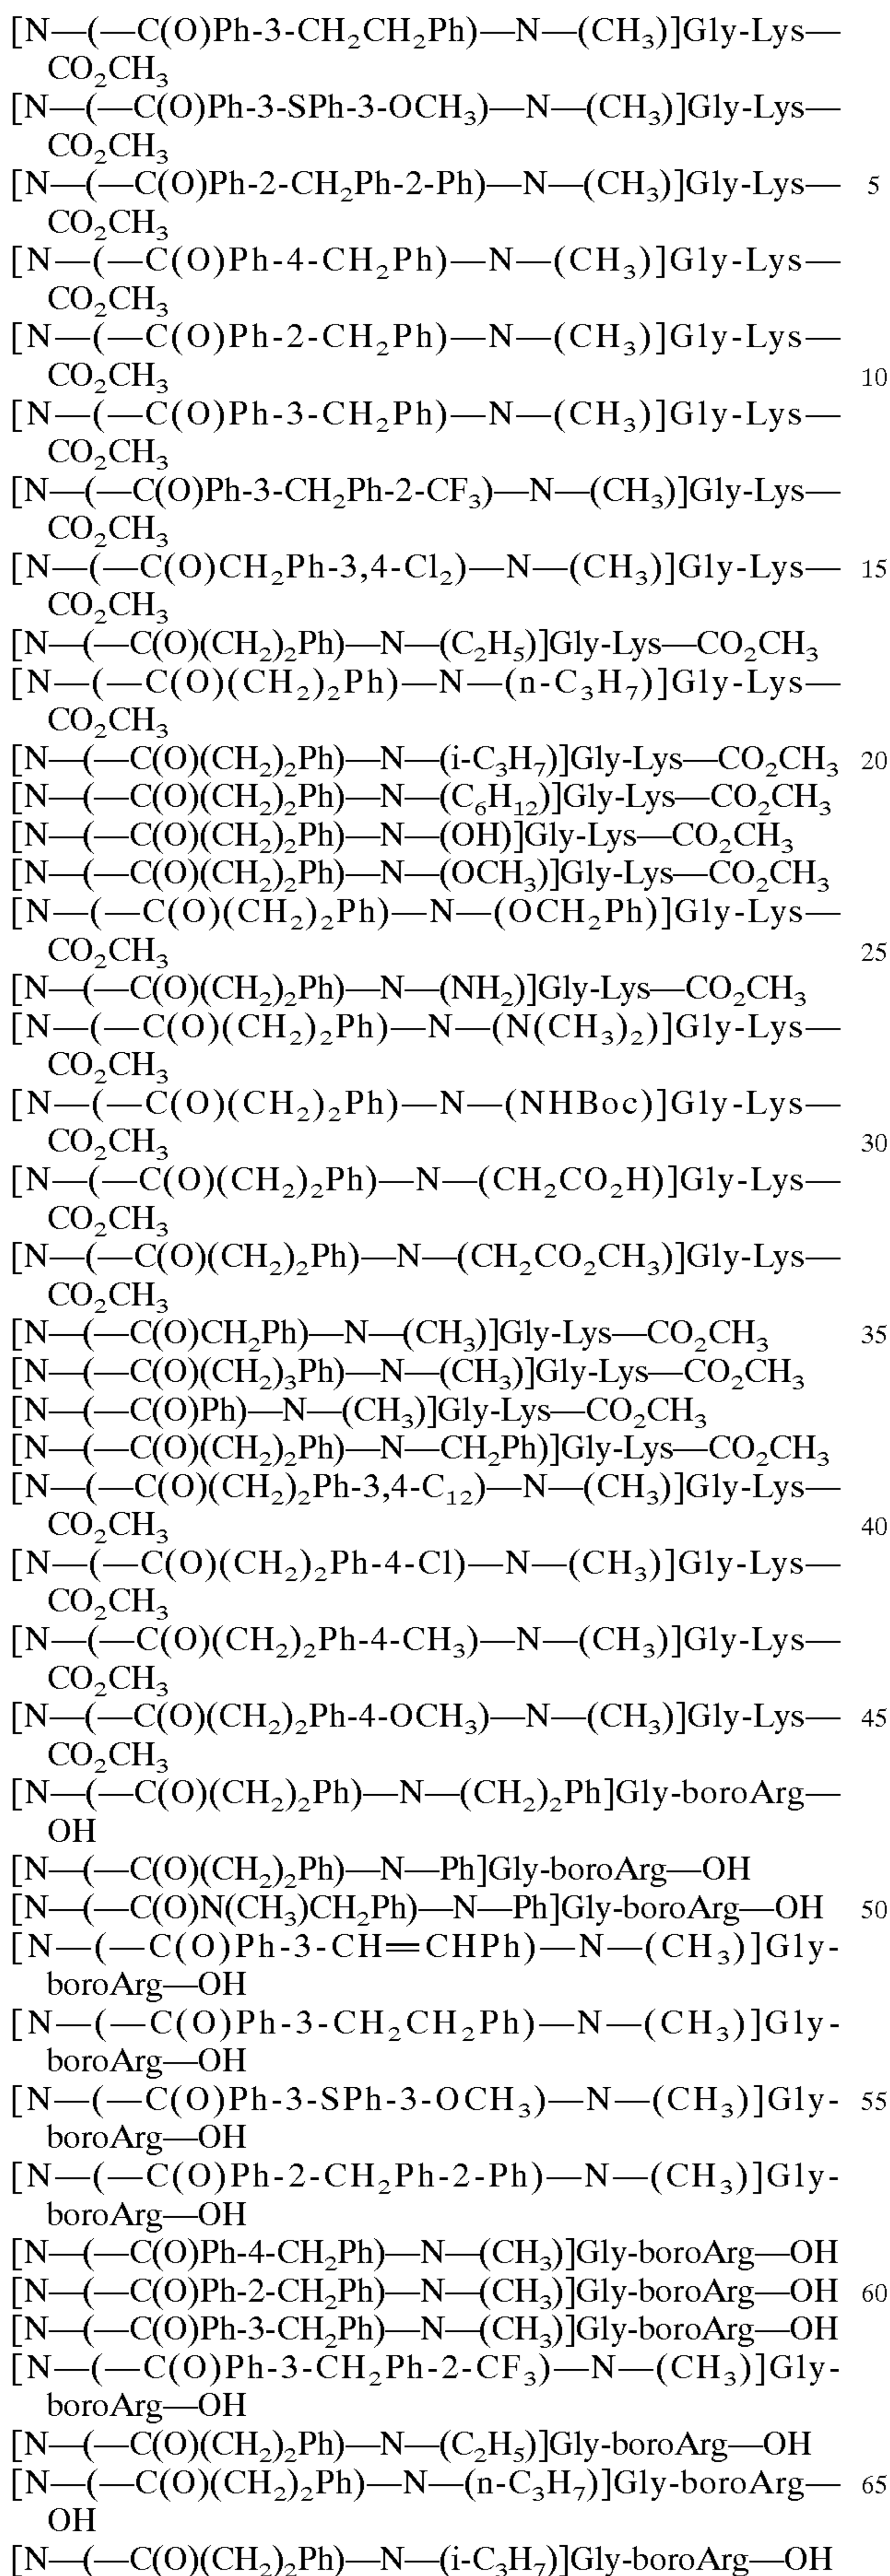 [N—(—C(O)Ph-3-CH₂CH₂Ph)—N—(CH₃)]Gly-Lys—
CO₂CH₃
[N—(—C(O)Ph-3-SPh-3-OCH₃)—N—(CH₃)]Gly-Lys—
CO₂CH₃
[N—(—C(O)Ph-2-CH₂Ph-2-Ph)—N—(CH₃)]Gly-Lys— 5
CO₂CH₃
[N—(—C(O)Ph-4-CH₂Ph)—N—(CH₃)]Gly-Lys—
CO₂CH₃
[N—(—C(O)Ph-2-CH₂Ph)—N—(CH₃)]Gly-Lys—
CO₂CH₃ 10
[N—(—C(O)Ph-3-CH₂Ph)—N—(CH₃)]Gly-Lys—
CO₂CH₃
[N—(—C(O)Ph-3-CH₂Ph-2-CF₃)—N—(CH₃)]Gly-Lys—
CO₂CH₃
[N—(—C(O)CH₂Ph-3,4-Cl₂)—N—(CH₃)]Gly-Lys— 15
CO₂CH₃
[N—(—C(O)(CH₂)₂Ph)—N—(C₂H₅)]Gly-Lys—CO₂CH₃
[N—(—C(O)(CH₂)₂Ph)—N—(n-C₃H₇)]Gly-Lys—
CO₂CH₃
[N—(—C(O)(CH₂)₂Ph)—N—(i-C₃H₇)]Gly-Lys—CO₂CH₃ 20
[N—(—C(O)(CH₂)₂Ph)—N—(C₆H₁₂)]Gly-Lys—CO₂CH₃
[N—(—C(O)(CH₂)₂Ph)—N—(OH)]Gly-Lys—CO₂CH₃
[N—(—C(O)(CH₂)₂Ph)—N—(OCH₃)]Gly-Lys—CO₂CH₃
[N—(—C(O)(CH₂)₂Ph)—N—(OCH₂Ph)]Gly-Lys—
CO₂CH₃ 25
[N—(—C(O)(CH₂)₂Ph)—N—(NH₂)]Gly-Lys—CO₂CH₃
[N—(—C(O)(CH₂)₂Ph)—N—(N(CH₃)₂)]Gly-Lys—
CO₂CH₃
[N—(—C(O)(CH₂)₂Ph)—N—(NHBoc)]Gly-Lys—
CO₂CH₃ 30
[N—(—C(O)(CH₂)₂Ph)—N—(CH₂CO₂H)]Gly-Lys—
CO₂CH₃
[N—(—C(O)(CH₂)₂Ph)—N—(CH₂CO₂CH₃)]Gly-Lys—
CO₂CH₃
[N—(—C(O)CH₂Ph)—N—(CH₃)]Gly-Lys—CO₂CH₃ 35
[N—(—C(O)(CH₂)₃Ph)—N—(CH₃)]Gly-Lys—CO₂CH₃
[N—(—C(O)Ph)—N—(CH₃)]Gly-Lys—CO₂CH₃
[N—(—C(O)(CH₂)₂Ph)—N—CH₂Ph)]Gly-Lys—CO₂CH₃
[N—(—C(O)(CH₂)₂Ph-3,4-C₁₂)—N—(CH₃)]Gly-Lys—
CO₂CH₃ 40
[N—(—C(O)(CH₂)₂Ph-4-Cl)—N—(CH₃)]Gly-Lys—
CO₂CH₃
[N—(—C(O)(CH₂)₂Ph-4-CH₃)—N—(CH₃)]Gly-Lys—
CO₂CH₃
[N—(—C(O)(CH₂)₂Ph-4-OCH₃)—N—(CH₃)]Gly-Lys— 45
CO₂CH₃
[N—(—C(O)(CH₂)₂Ph)—N—(CH₂)₂Ph]Gly-boroArg—
OH
[N—(—C(O)(CH₂)₂Ph)—N—Ph]Gly-boroArg—OH
[N—(—C(O)N(CH₃)CH₂Ph)—N—Ph]Gly-boroArg—OH 50
[N—(—C(O)Ph-3-CH═CHPh)—N—(CH₃)]Gly-
boroArg—OH
[N—(—C(O)Ph-3-CH₂CH₂Ph)—N—(CH₃)]Gly-
boroArg—OH
[N—(—C(O)Ph-3-SPh-3-OCH₃)—N—(CH₃)]Gly- 55
boroArg—OH
[N—(—C(O)Ph-2-CH₂Ph-2-Ph)—N—(CH₃)]Gly-
boroArg—OH
[N—(—C(O)Ph-4-CH₂Ph)—N—(CH₃)]Gly-boroArg—OH
[N—(—C(O)Ph-2-CH₂Ph)—N—(CH₃)]Gly-boroArg—OH 60
[N—(—C(O)Ph-3-CH₂Ph)—N—(CH₃)]Gly-boroArg—OH
[N—(—C(O)Ph-3-CH₂Ph-2-CF₃)—N—(CH₃)]Gly-
boroArg—OH
[N—(—C(O)(CH₂)₂Ph)—N—(C₂H₅)]Gly-boroArg—OH
[N—(—C(O)(CH₂)₂Ph)—N—(n-C₃H₇)]Gly-boroArg— 65
OH
[N—(—C(O)(CH₂)₂Ph)—N—(i-C₃H₇)]Gly-boroArg—OH